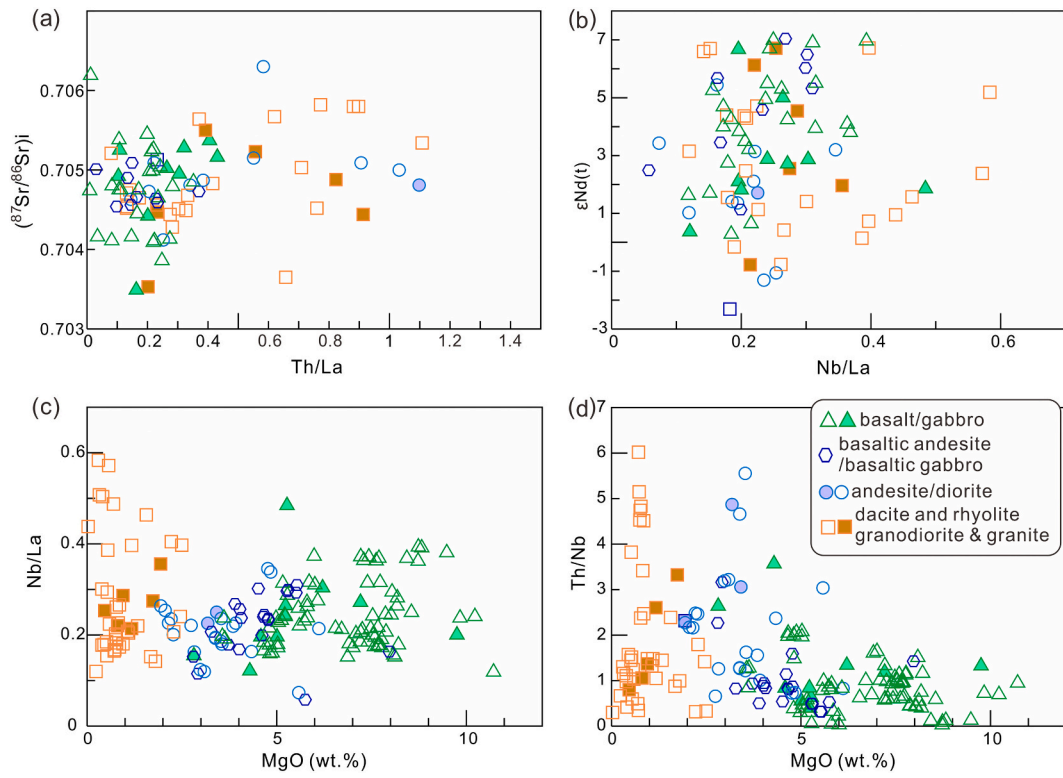 (a)
(⁸⁷Sr/⁸⁶Sr)i
0.706
0.705
0.704
0.703
0 0.2 0.4 0.6 0.8 1 1.2 1.4
Th/La
(b)
εNd(t)
7
5
3
1
-1
-3
0 0.2 0.4 0.6
Nb/La
(c)
Nb/La
0.6
0.4
0.2
0
0 5 10
MgO (wt.%)
(d)
Th/Nb
7
6
5
4
3
2
1
0
0 5 10
MgO (wt.%)
basalt/gabbro
basaltic andesite
/basaltic gabbro
andesite/diorite
dacite and rhyolite
granodiorite & granite